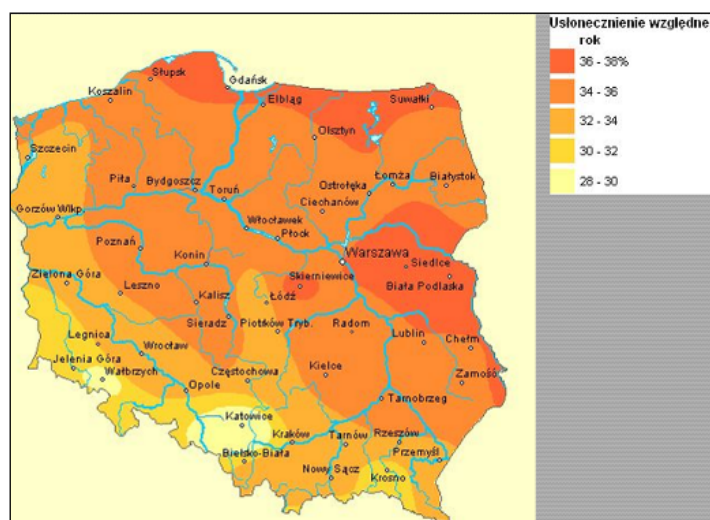 Usłonecznienie względne
rok
36 - 38%
34 - 36
32 - 34
30 - 32
28 - 30
Słupsk
Gdańsk
Koszalin
Elbląg
Suwałki
Olsztyn
Szczecin
Piła
Bydgoszcz
Toruń
Ostrołęka
Łomża
Białystok
Ciechanów
Gorzów Wlkp
Włocławek
Płock
Poznań
Konin
Warszawa
Siedlce
Zielona Góra
Skierniewice
Biała Podlaska
Leszno
Kalisz
Łódź
Sieradz
Piotrków Tryb.
Radom
Lublin
Legnica
Chełm
Wrocław
Jelenia Góra
Wałbrzych
Częstochowa
Kielce
Zamość
Opole
Tarnobrzeg
Katowice
Kraków
Tarnów
Rzeszów
Przemyśl
Bielsko-Biała
Nowy Sącz
Krosno